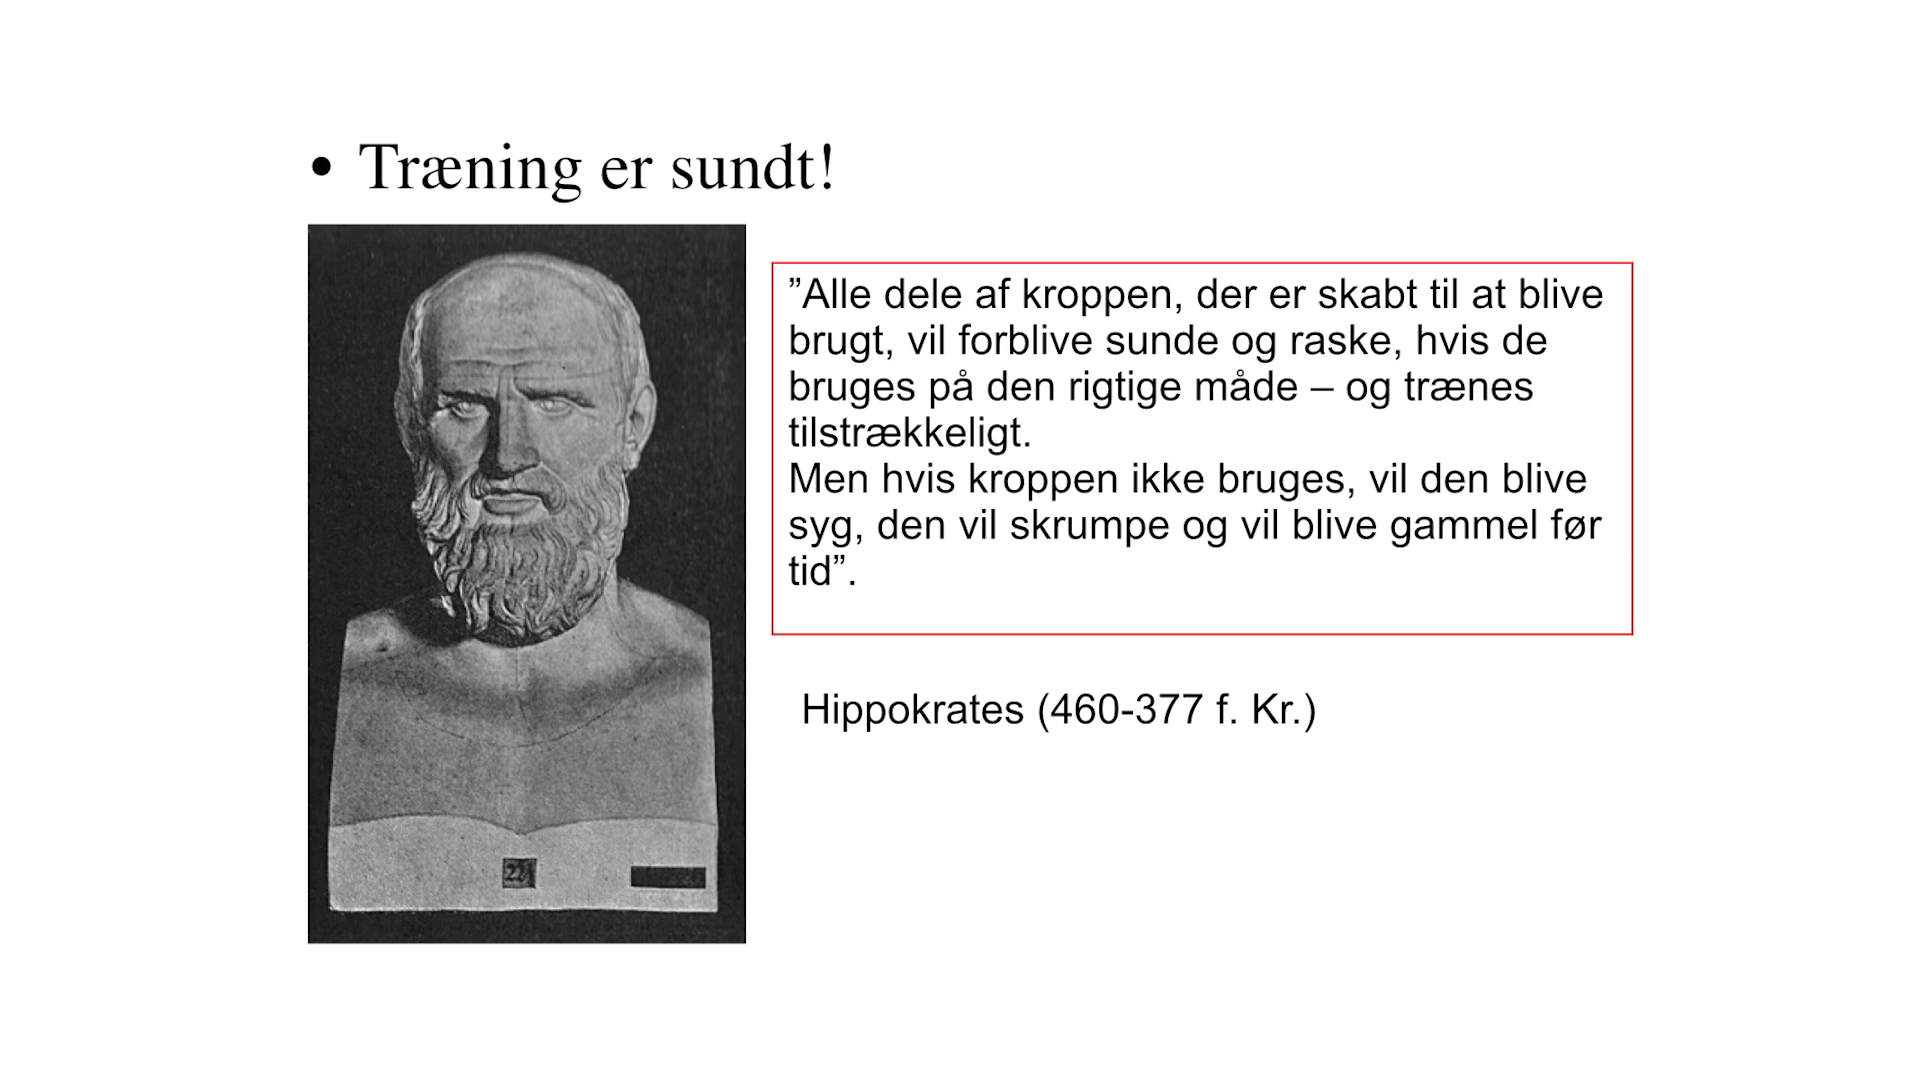 • Træning er sundt!
”Alle dele af kroppen, der er skabt til at blive
brugt, vil forblive sunde og raske, hvis de
bruges på den rigtige måde – og trænes
tilstrækkeligt.
Men hvis kroppen ikke bruges, vil den blive
syg, den vil skrumpe og vil blive gammel før
tid”.
Hippokrates (460-377 f. Kr.)